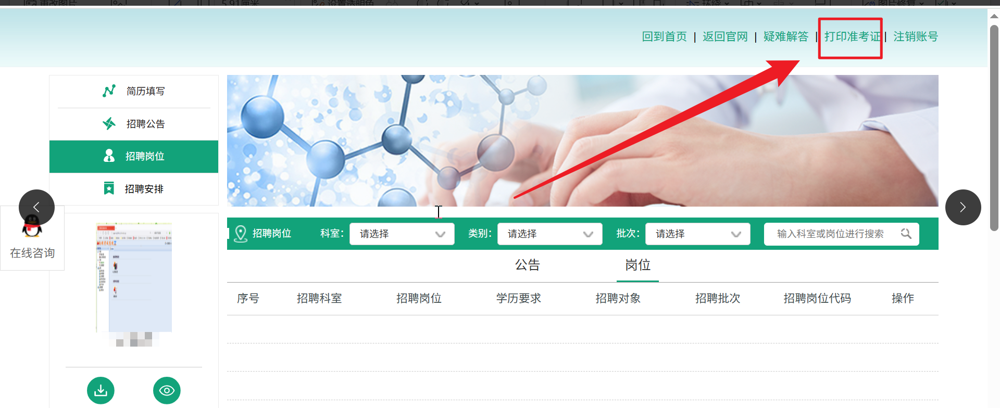 回到首页 | 返回官网 | 疑难解答 | 打印准考证 | 注销账号
简历填写
招聘公告
招聘岗位
招聘安排
在线咨询
招聘岗位 科室： 请选择 类别： 请选择 批次： 请选择 输入科室或岗位进行搜索
公告 岗位
序号 招聘科室 招聘岗位 学历要求 招聘对象 招聘批次 招聘岗位代码 操作